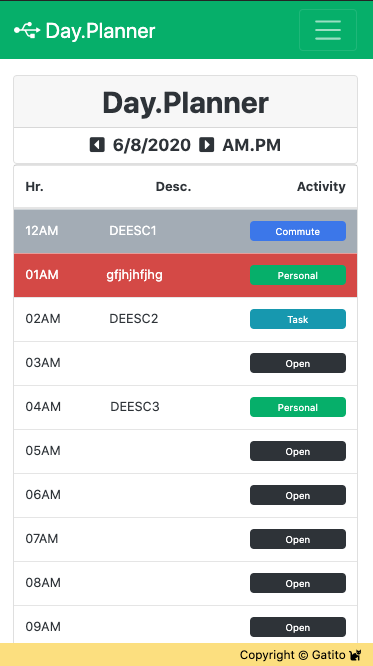 Day.Planner
Day.Planner
6/8/2020 AM.PM
Hr. Desc. Activity
12AM DEESC1 Commute
01AM gfjhjhfjhg Personal
02AM DEESC2 Task
03AM Open
04AM DEESC3 Personal
05AM Open
06AM Open
07AM Open
08AM Open
09AM Open
Copyright © Gatito